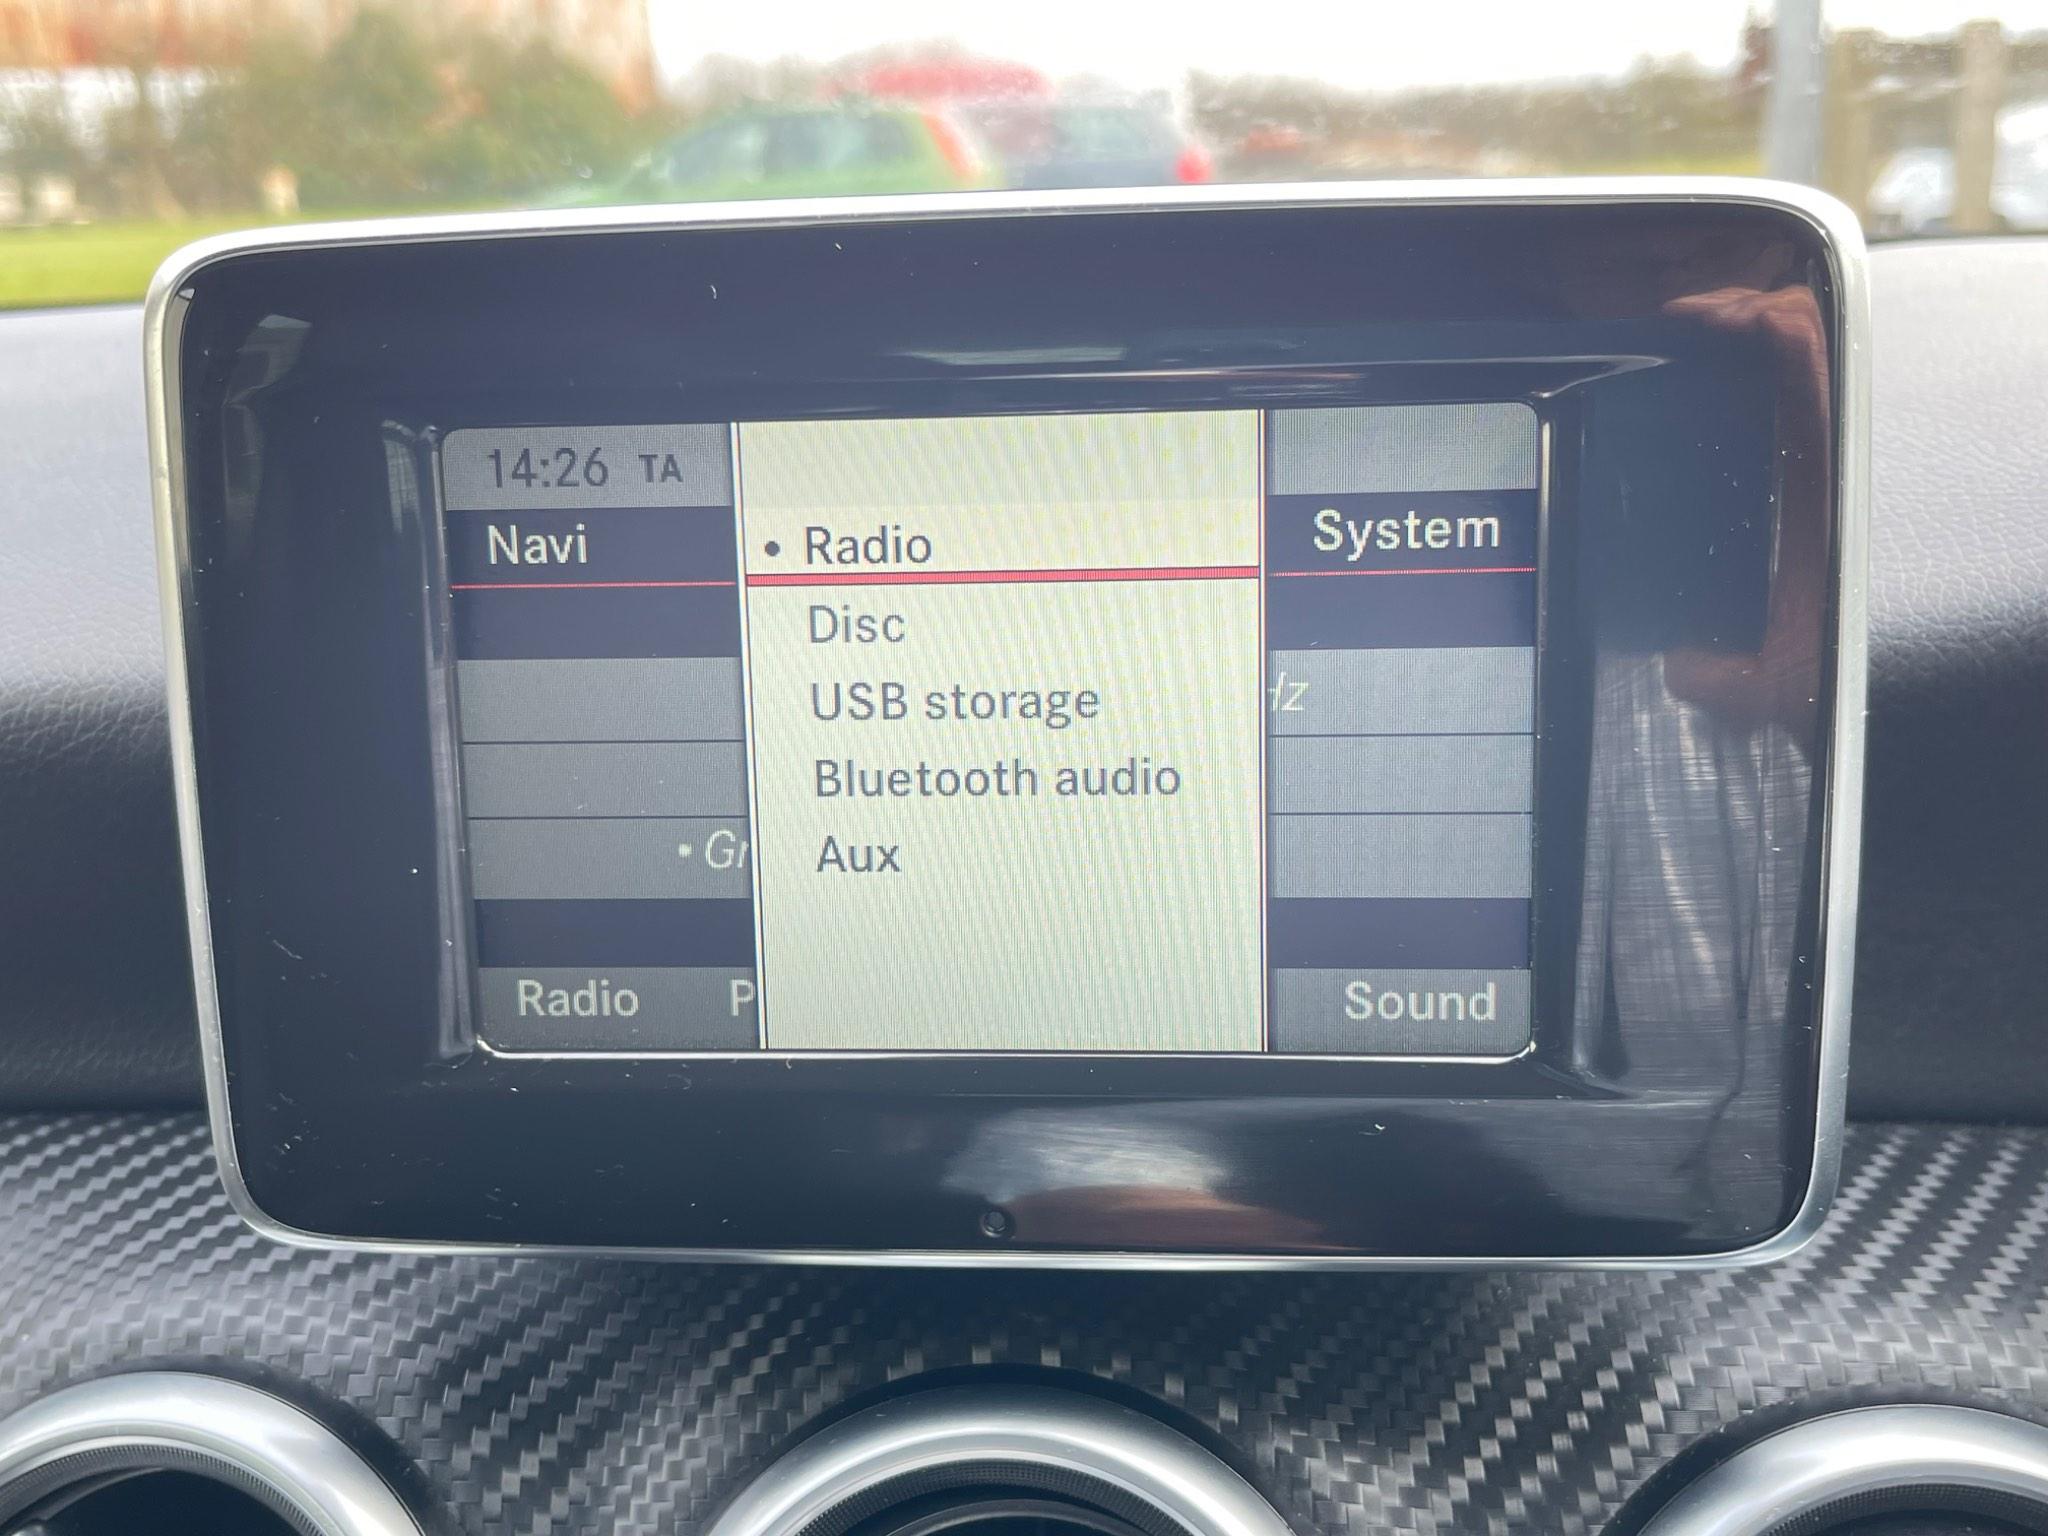 14:26 TA
Navi
• Radio
System
Disc
USB storage
Bluetooth audio
Aux
Radio
Sound